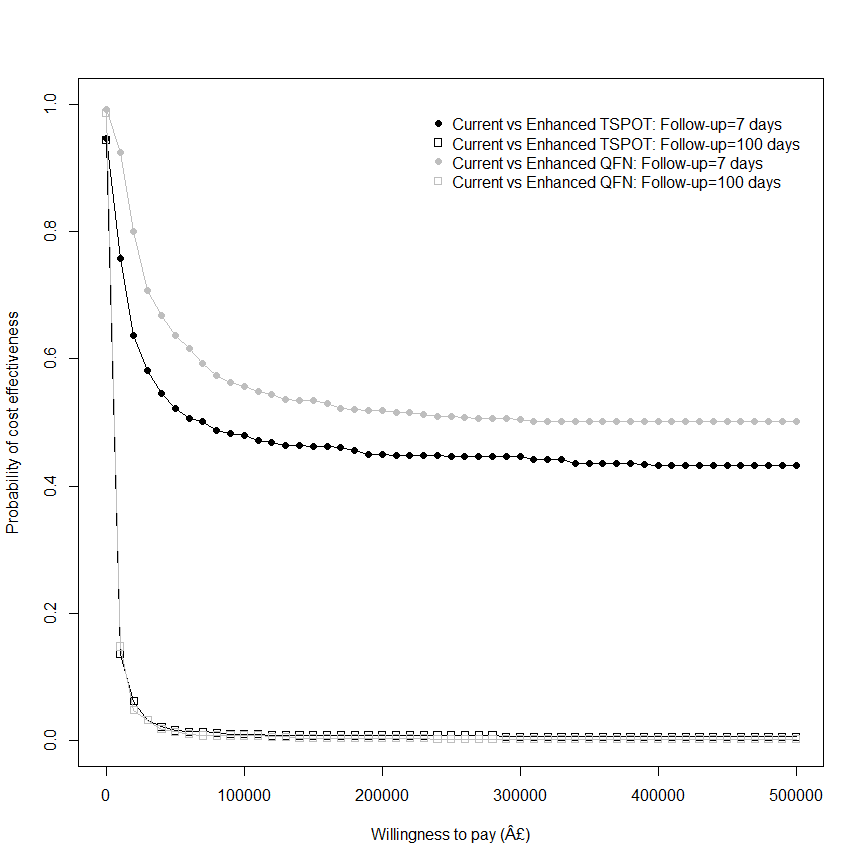 Current vs Enhanced TSPOT: Follow-up=7 days
Current vs Enhanced TSPOT: Follow-up=100 days
Current vs Enhanced QFN: Follow-up=7 days
Current vs Enhanced QFN: Follow-up=100 days
Probability of cost effectiveness
1.0
0.8
0.6
0.4
0.2
0.0
0
100000
200000
300000
400000
500000
Willingness to pay (Â£)